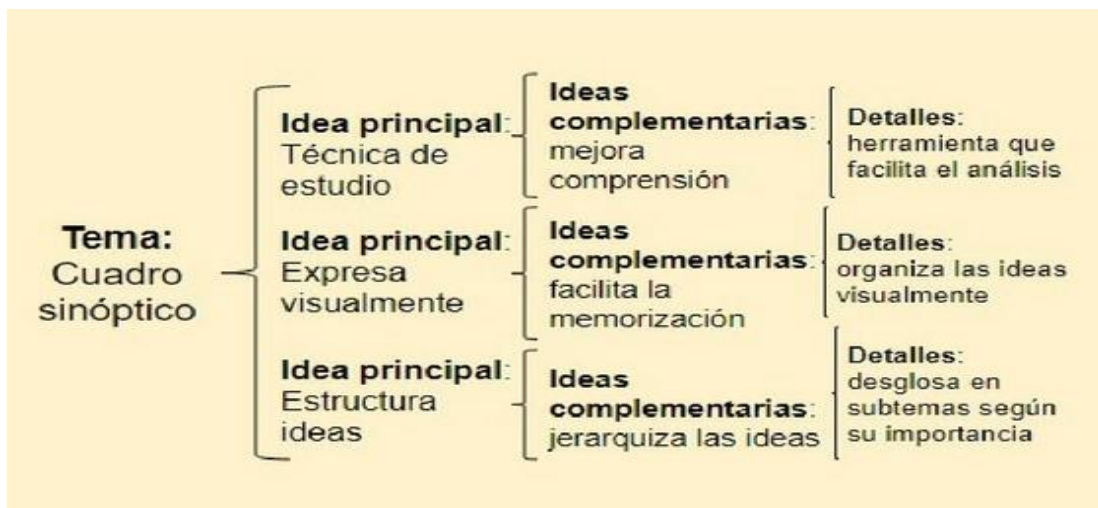 Tema:
Cuadro
sinóptico
Idea principal:
Técnica de
estudio
Ideas
complementarias:
mejora
comprensión
Detalles:
herramienta que
facilita el análisis
Idea principal:
Expresa
visualmente
Ideas
complementarias:
facilita la
memorización
Detalles:
organiza las ideas
visualmente
Idea principal:
Estructura
ideas
Ideas
complementarias:
jerarquiza las ideas
Detalles:
desglosa en
subtemas según
su importancia